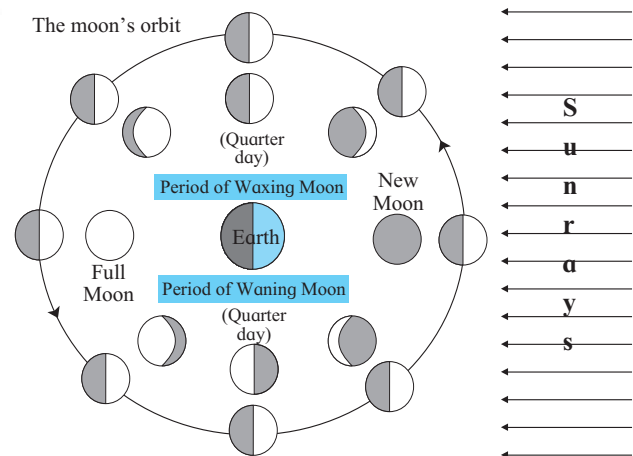 The moon's orbit
(Quarter
day)
Period of Waxing Moon
New
Moon
Earth
Full
Moon
Period of Waning Moon
(Quarter
day)
S
u
n
r
a
y
s